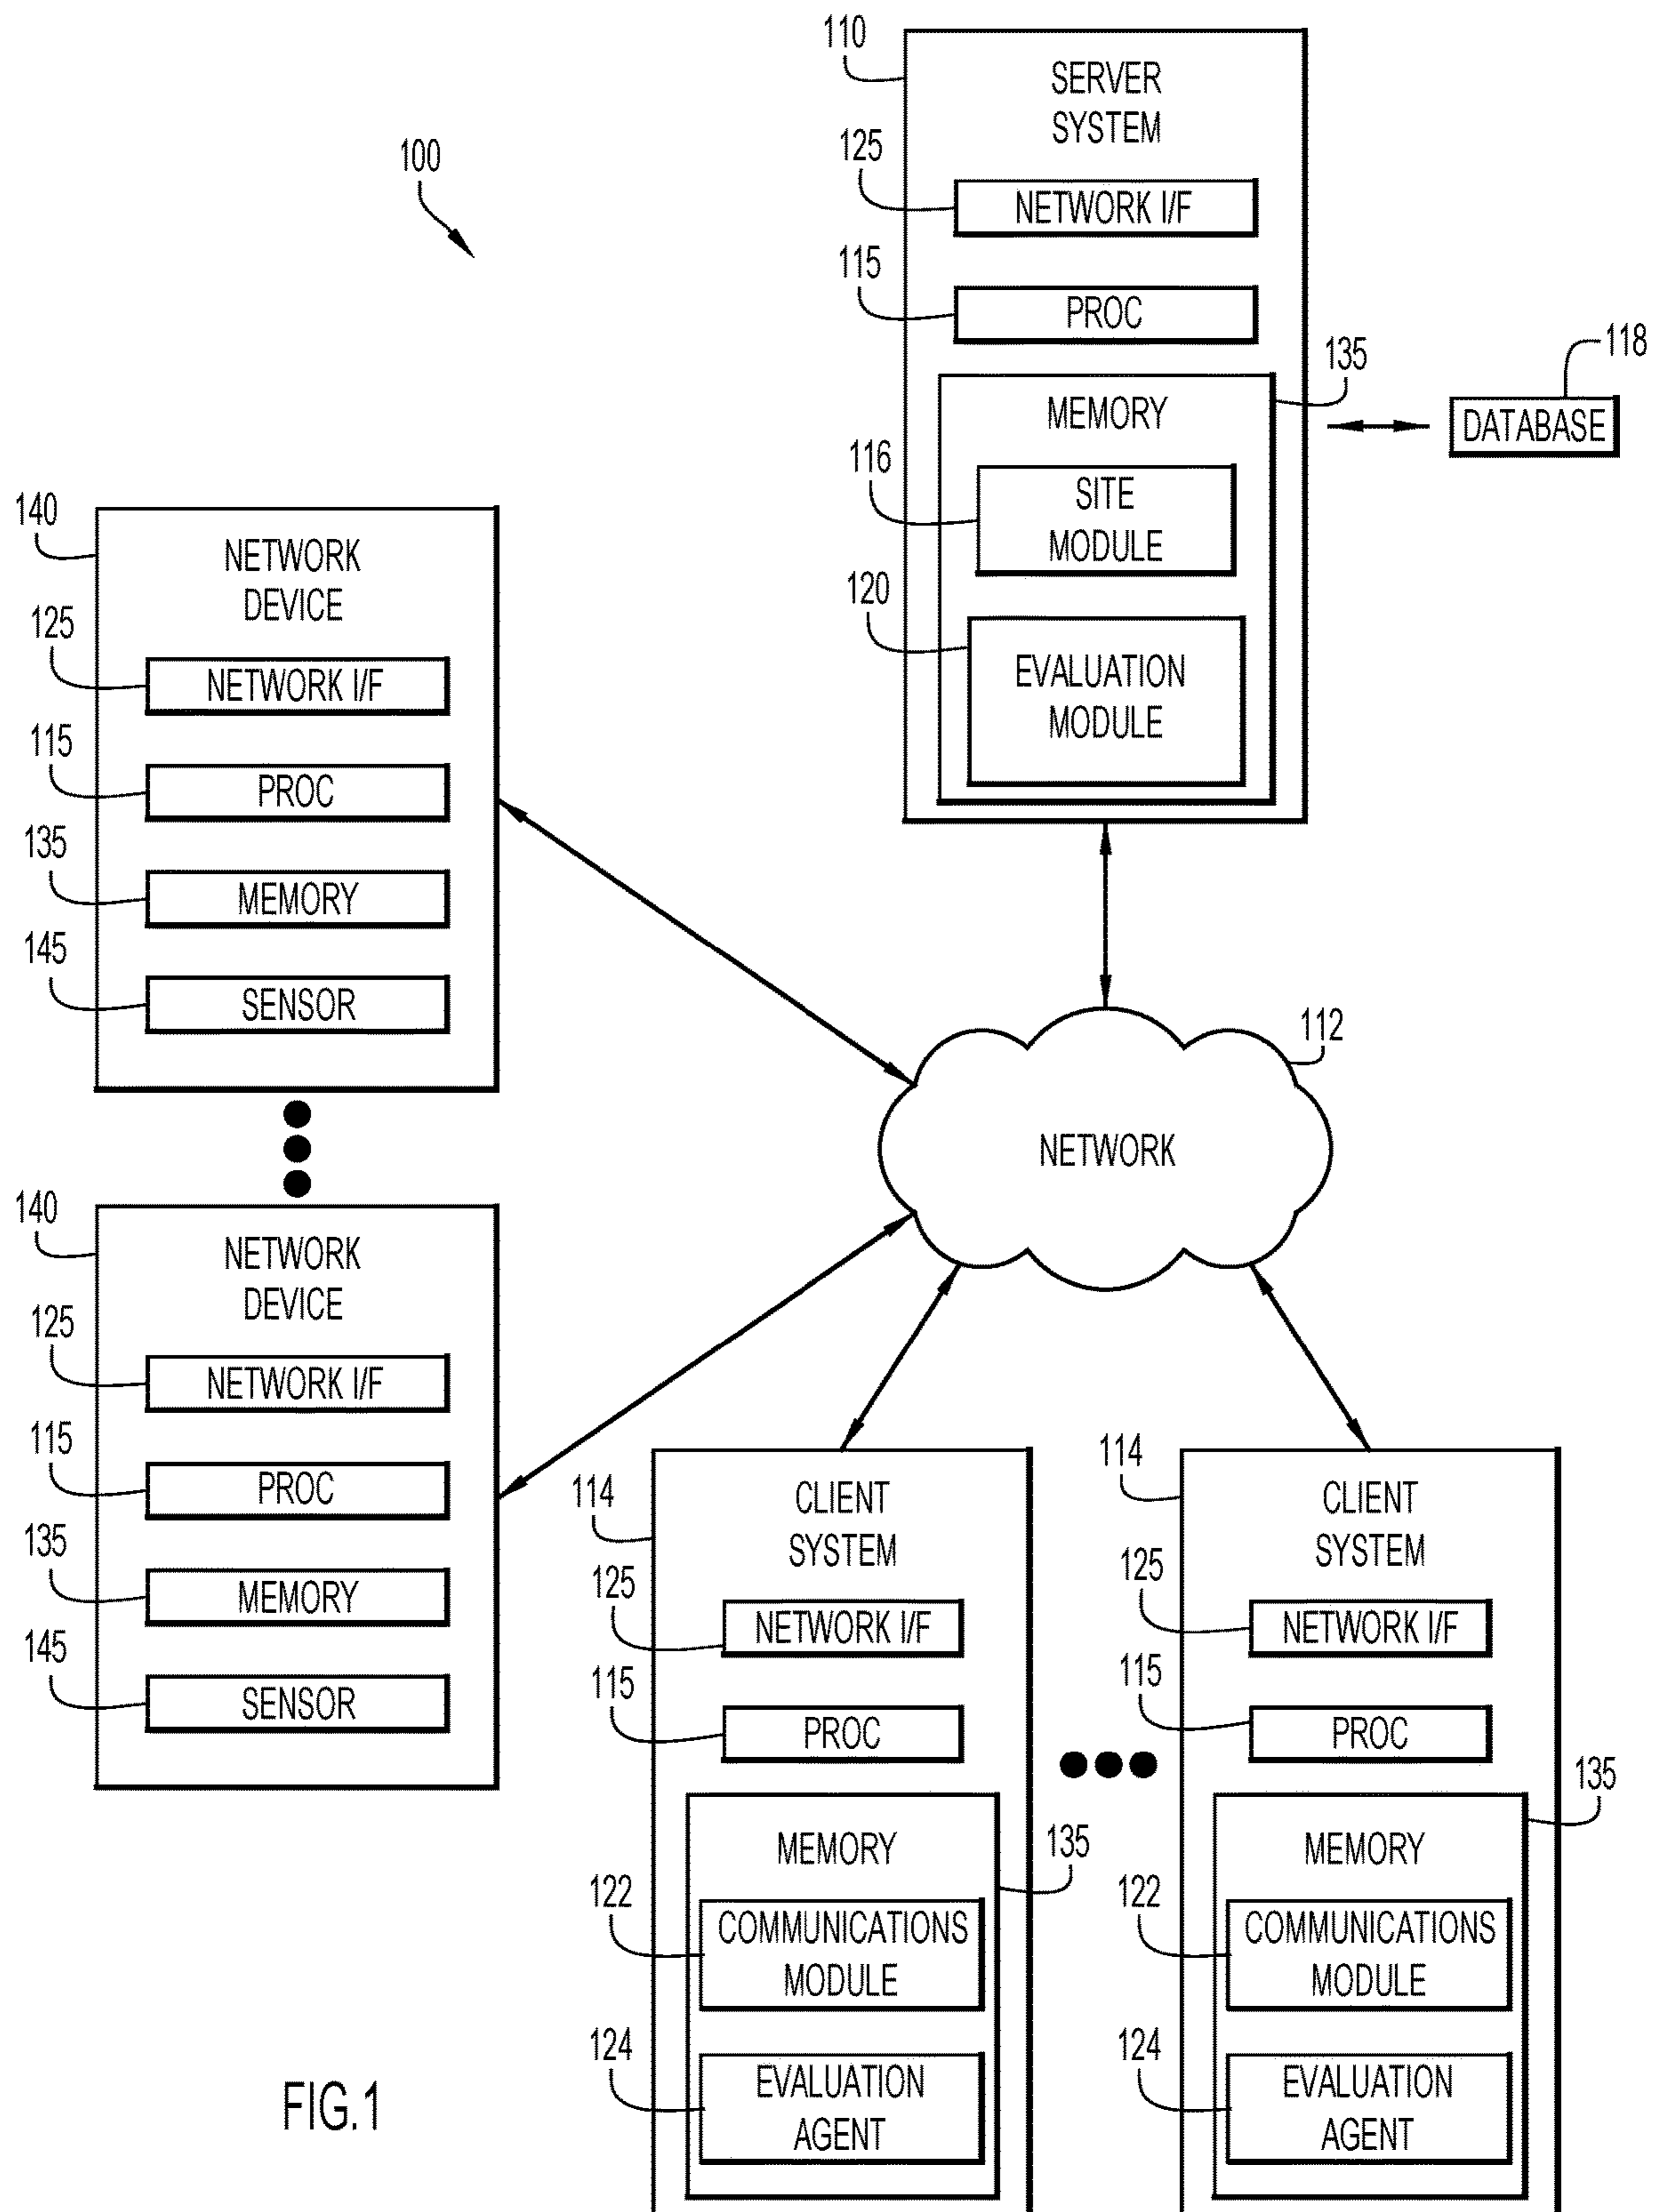 100
110
SERVER
SYSTEM
125
NETWORK I/F
115
PROC
135
MEMORY
116
SITE
MODULE
120
EVALUATION
MODULE
118
DATABASE
140
NETWORK
DEVICE
125
NETWORK I/F
115
PROC
135
MEMORY
145
SENSOR
112
NETWORK
140
NETWORK
DEVICE
125
NETWORK I/F
115
PROC
135
MEMORY
145
SENSOR
114
CLIENT
SYSTEM
125
NETWORK I/F
115
PROC
135
MEMORY
122
COMMUNICATIONS
MODULE
124
EVALUATION
AGENT
114
CLIENT
SYSTEM
125
NETWORK I/F
115
PROC
135
MEMORY
122
COMMUNICATIONS
MODULE
124
EVALUATION
AGENT
FIG.1